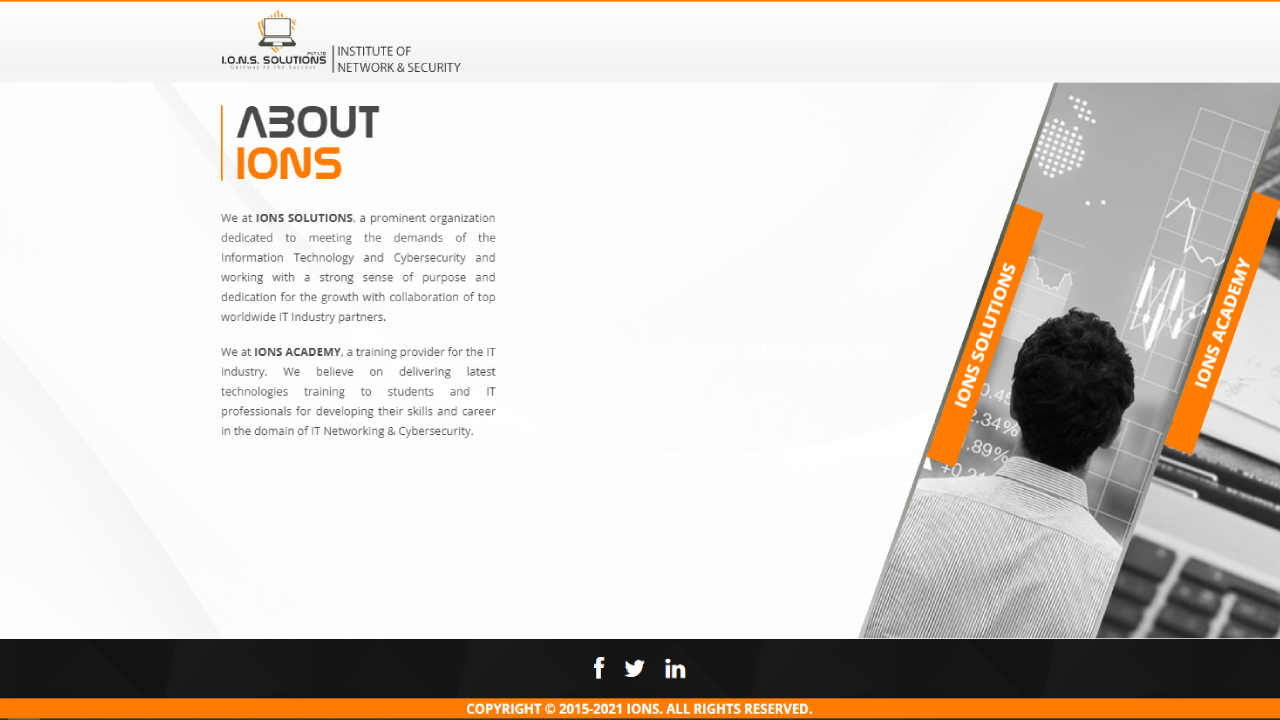 I.O.N.S. SOLUTIONS PVT LTD
Gateway to the Success
INSTITUTE OF
NETWORK & SECURITY
ABOUT
IONS
We at IONS SOLUTIONS, a prominent organization
dedicated to meeting the demands of the
Information Technology and Cybersecurity and
working with a strong sense of purpose and
dedication for the growth with collaboration of top
worldwide IT Industry partners.
We at IONS ACADEMY, a training provider for the IT
industry. We believe on delivering latest
technologies training to students and IT
professionals for developing their skills and career
in the domain of IT Networking & Cybersecurity.
IONS SOLUTIONS
IONS ACADEMY
0.45
2.34%
.89%
COPYRIGHT © 2015-2021 IONS. ALL RIGHTS RESERVED.